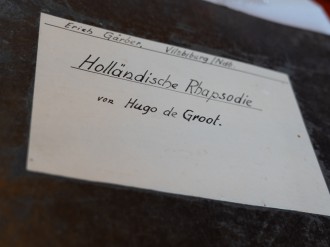 Erich Gärber, Vilsbiburg/Ndb.
Holländische Rhapsodie
von Hugo de Groot.